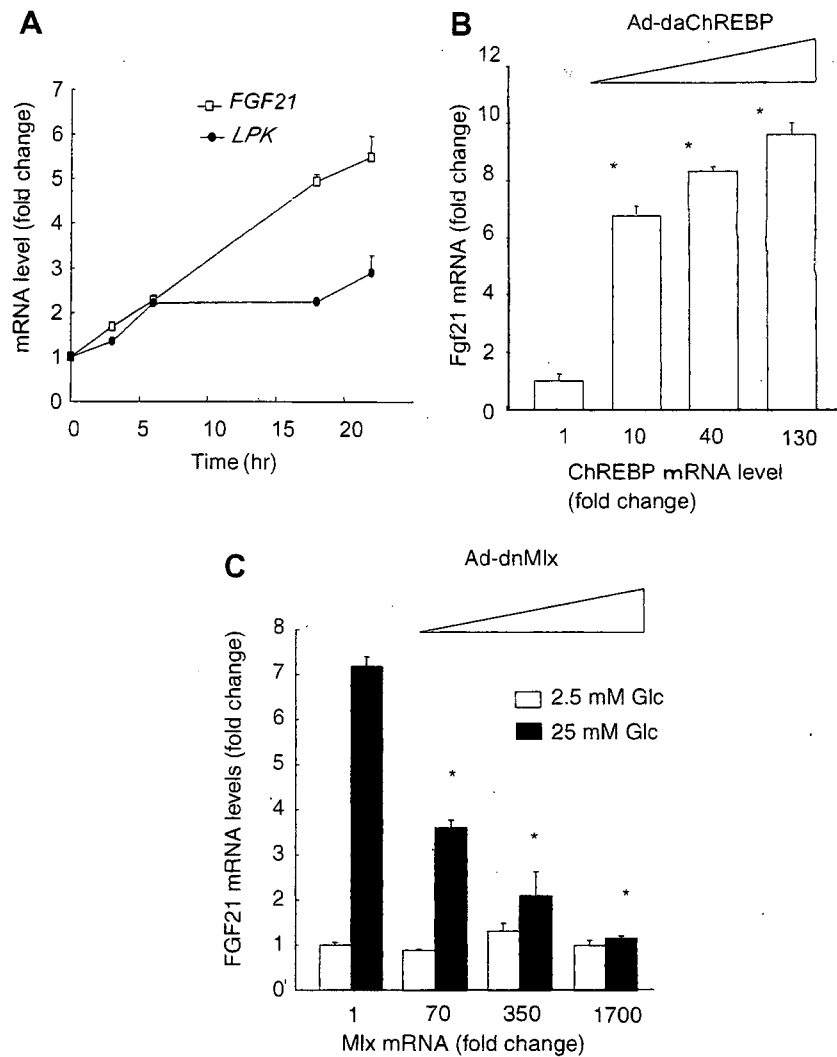 A
mRNA level (fold change)
7
6
5
4
3
2
1
0
FGF21
LPK
0 5 10 15 20
Time (hr)
B
Ad-daChREBP
Fgf21 mRNA (fold change)
12
10
8
6
4
2
0
* * *
1 10 40 130
ChREBP mRNA level
(fold change)
C
Ad-dnMlx
FGF21 mRNA levels (fold change)
8
7
6
5
4
3
2
1
0
2.5 mM Glc
25 mM Glc
* * *
1 70 350 1700
Mlx mRNA (fold change)